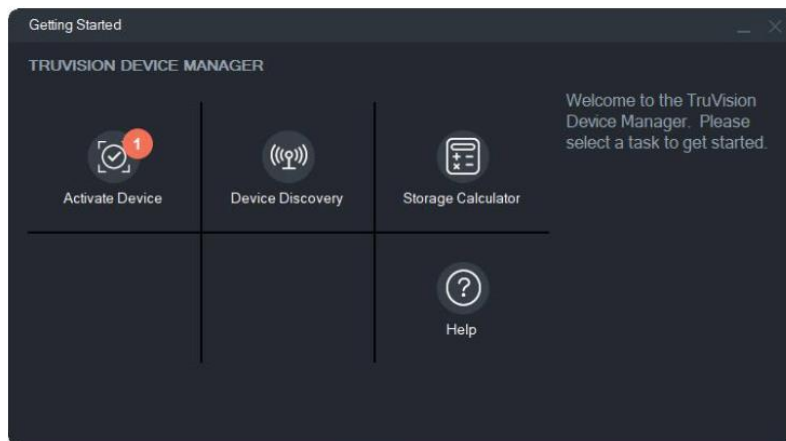 Getting Started
TRUVISION DEVICE MANAGER
Welcome to the TruVision
Device Manager. Please
select a task to get started.
1
Activate Device
Device Discovery
Storage Calculator
?
Help